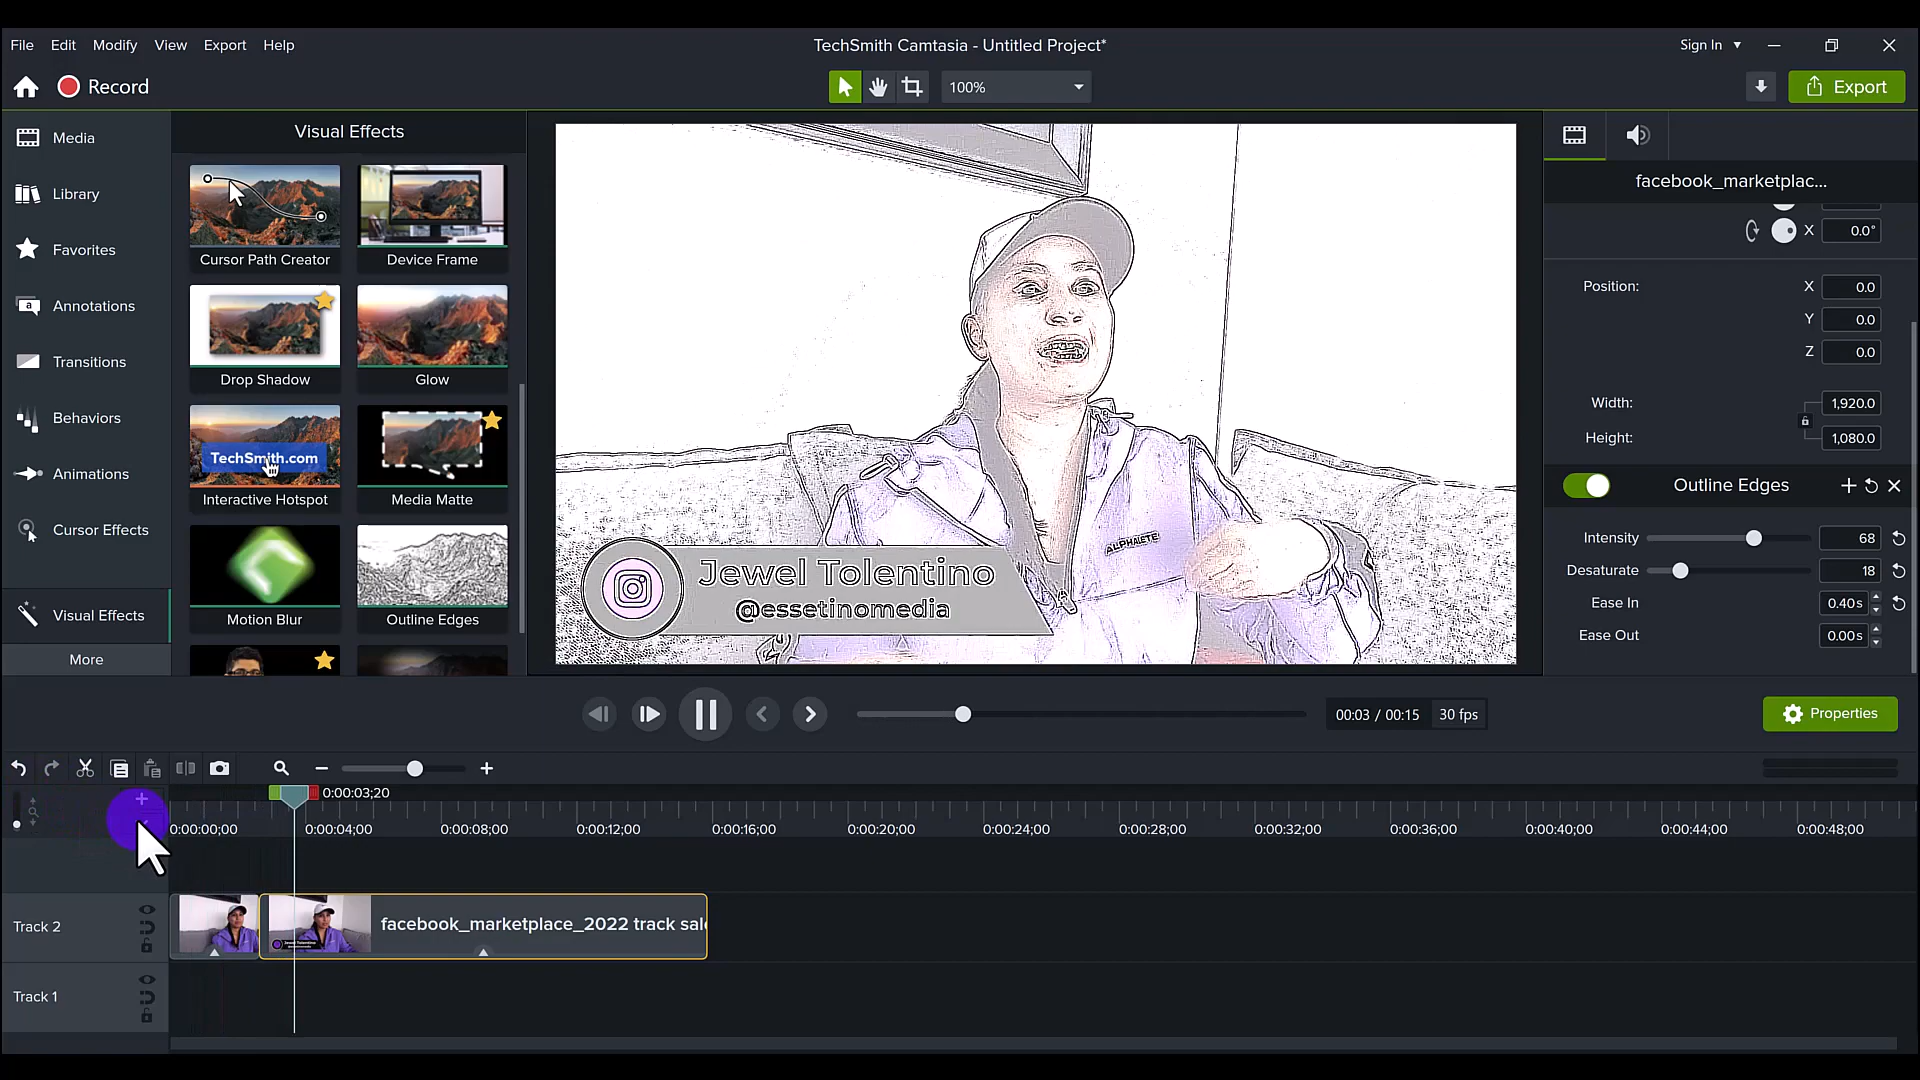 File Edit Modify View Export Help
TechSmith Camtasia - Untitled Project*
Sign In
Record
100%
Export
Media
Library
Favorites
Annotations
Transitions
Behaviors
Animations
Cursor Effects
Visual Effects
More
Visual Effects
Cursor Path Creator
Device Frame
Drop Shadow
Glow
TechSmith.com
Interactive Hotspot
Media Matte
Motion Blur
Outline Edges
ALPHALETE
Jewel Tolentino
@essetinomedia
facebook_marketplac...
X 0.0°
Position: X 0.0
Y 0.0
Z 0.0
Width: 1,920.0
Height: 1,080.0
Outline Edges
Intensity 68
Desaturate 18
Ease In 0.40s
Ease Out 0.00s
00:03 / 00:15 30 fps
Properties
0:00:03;20
0:00:00;00 0:00:04;00 0:00:08;00 0:00:12;00 0:00:16;00 0:00:20;00 0:00:24;00 0:00:28;00 0:00:32;00 0:00:36;00 0:00:40;00 0:00:44;00 0:00:48;00
Track 2
facebook_marketplace_2022 track sal
Track 1